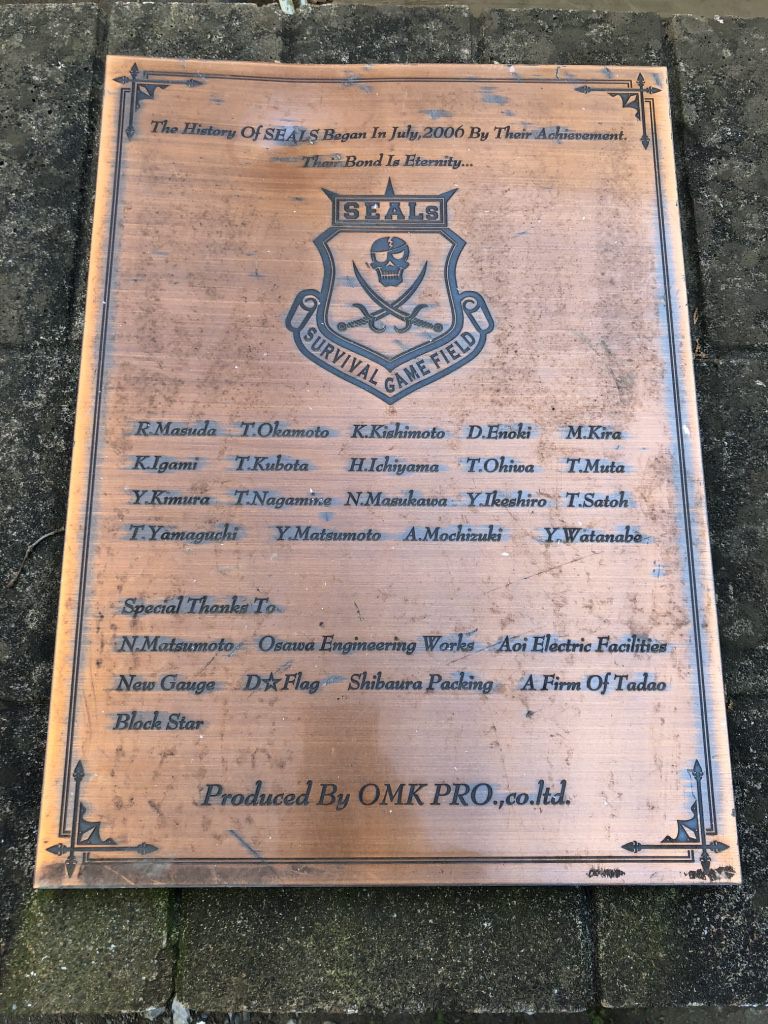 The History Of SEALS Began In July,2006 By Their Achievement.
Their Bond Is Eternity...
SEALs
SURVIVAL GAME FIELD
R.Masuda T.Okamoto K.Kishimoto D.Enoki M.Kira
K.Igami T.Kubota H.Ichiyama T.Ohiwa T.Muta
Y.Kimura T.Nagamine N.Masukawa Y.Ikeshiro T.Satoh
T.Yamaguchi Y.Matsumoto A.Mochizuki Y.Watanabe
Special Thanks To
N.Matsumoto Osawa Engineering Works Aoi Electric Facilities
New Gauge D☆Flag Shibaura Packing A Firm Of Tadao
Block Star
Produced By OMK PRO.,co.ltd.